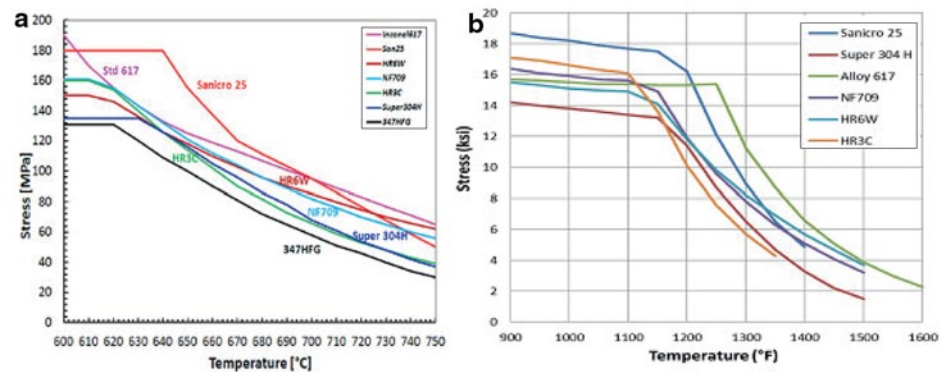 a
200
180
160
140
120
100
80
60
40
20
0
Stress [MPa]
Std 617
Sanicro 25
HR3C
HR6W
NF709
Super 304H
347HFG
Inconel617
San25
HR6W
NF709
HR3C
Super304H
347HFG
600 610 620 630 640 650 660 670 680 690 700 710 720 730 740 750
Temperature [°C]
b
20
18
16
14
12
10
8
6
4
2
0
Stress (ksi)
Sanicro 25
Super 304 H
Alloy 617
NF709
HR6W
HR3C
900 1000 1100 1200 1300 1400 1500 1600
Temperature (°F)